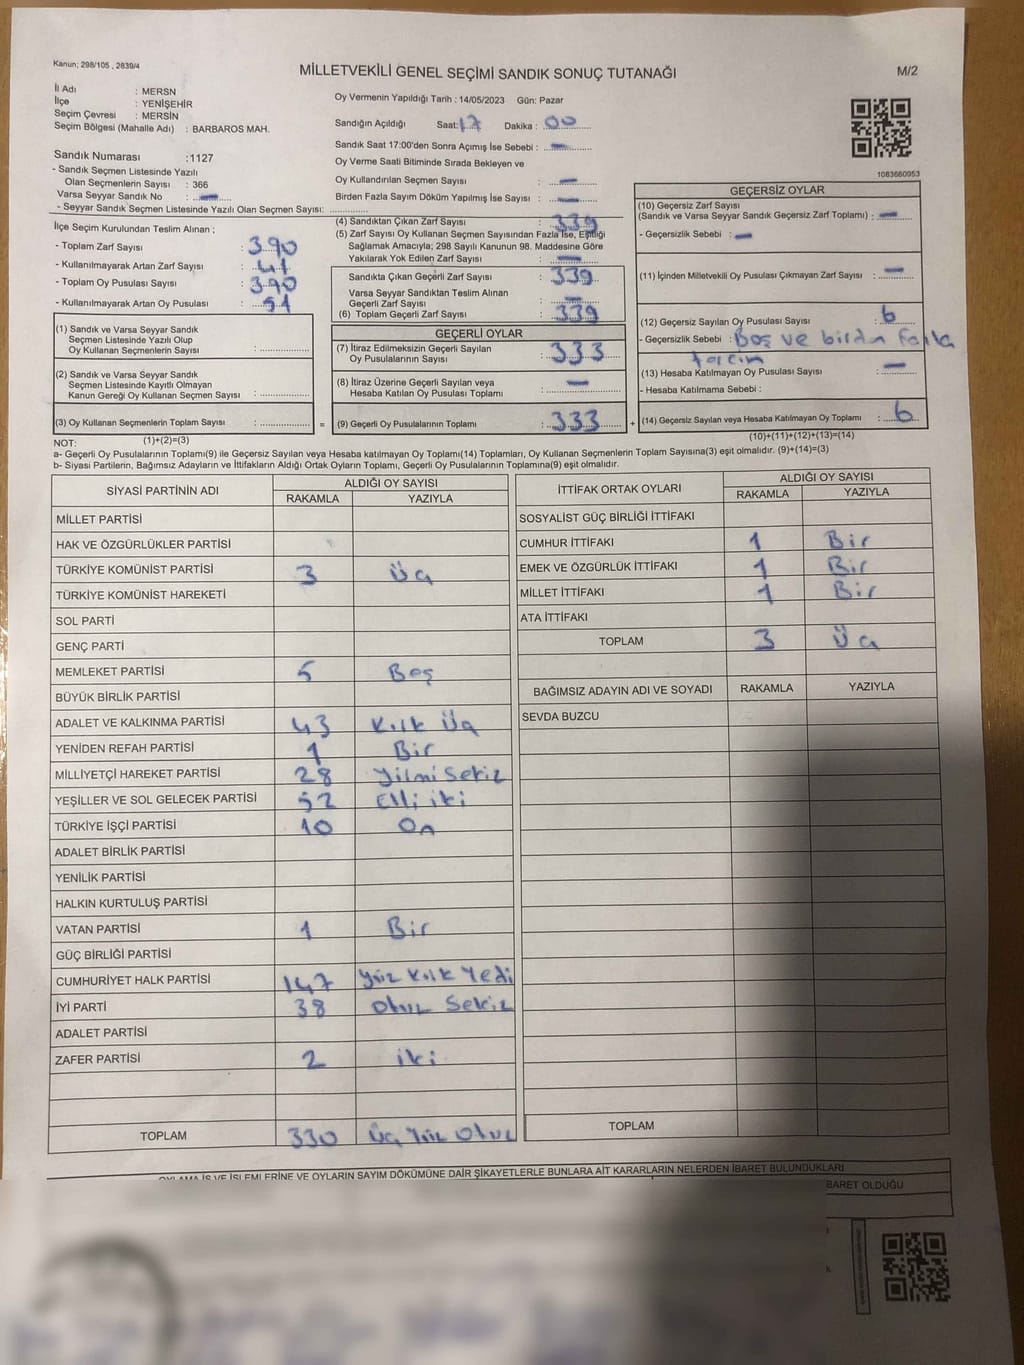 Kanun; 298/105 , 2839/4
MİLLETVEKİLİ GENEL SEÇİMİ SANDIK SONUÇ TUTANAĞI
M/2
İl Adı : MERSN
İlçe : YENİŞEHİR
Seçim Çevresi : MERSİN
Seçim Bölgesi (Mahalle Adı) : BARBAROS MAH.
Oy Vermenin Yapıldığı Tarih : 14/05/2023 Gün: Pazar
Sandığın Açıldığı Saat: 17 Dakika : 00
Sandık Saat 17:00'den Sonra Açımış İse Sebebi : -
Oy Verme Saati Bitiminde Sırada Bekleyen ve
Oy Kullandırılan Seçmen Sayısı : -
Birden Fazla Sayım Döküm Yapılmış İse Sayısı : -
1083660953
Sandık Numarası : 1127
- Sandık Seçmen Listesinde Yazılı
Olan Seçmenlerin Sayısı : 366
Varsa Seyyar Sandık No : -
- Seyyar Sandık Seçmen Listesinde Yazılı Olan Seçmen Sayısı:
İlçe Seçim Kurulundan Teslim Alınan ;
- Toplam Zarf Sayısı : 390
- Kullanılmayarak Artan Zarf Sayısı :
- Toplam Oy Pusulası Sayısı : 390
- Kullanılmayarak Artan Oy Pusulası : 51
(4) Sandıktan Çıkan Zarf Sayısı : 339
(5) Zarf Sayısı Oy Kullanan Seçmen Sayısından Fazla İse, Eşitliği
Sağlamak Amacıyla; 298 Sayılı Kanunun 98. Maddesine Göre
Yakılarak Yok Edilen Zarf Sayısı : -
Sandıkta Çıkan Geçerli Zarf Sayısı : 339
Varsa Seyyar Sandıktan Teslim Alınan
Geçerli Zarf Sayısı : -
(6) Toplam Geçerli Zarf Sayısı : 339
GEÇERSİZ OYLAR
(10) Geçersiz Zarf Sayısı
(Sandık ve Varsa Seyyar Sandık Geçersiz Zarf Toplamı) : -
- Geçersizlik Sebebi : -
(11) İçinden Milletvekili Oy Pusulası Çıkmayan Zarf Sayısı : -
(12) Geçersiz Sayılan Oy Pusulası Sayısı : 6
- Geçersizlik Sebebi : Boş ve birden fazla
tercih
(13) Hesaba Katılmayan Oy Pusulası Sayısı : -
- Hesaba Katılmama Sebebi :
(14) Geçersiz Sayılan veya Hesaba Katılmayan Oy Toplamı : 6
(10)+(11)+(12)+(13)=(14)
(1) Sandık ve Varsa Seyyar Sandık
Seçmen Listesinde Yazılı Olup
Oy Kullanan Seçmenlerin Sayısı :
(2) Sandık ve Varsa Seyyar Sandık
Seçmen Listesinde Kayıtlı Olmayan
Kanun Gereği Oy Kullanan Seçmen Sayısı :
(3) Oy Kullanan Seçmenlerin Toplam Sayısı : =
(1)+(2)=(3)
GEÇERLİ OYLAR
(7) İtiraz Edilmeksizin Geçerli Sayılan
Oy Pusulalarının Sayısı : 333
(8) İtiraz Üzerine Geçerli Sayılan veya
Hesaba Katılan Oy Pusulası Toplamı : -
(9) Geçerli Oy Pusulalarının Toplamı : 333 +
NOT:
a- Geçerli Oy Pusulalarının Toplamı(9) ile Geçersiz Sayılan veya Hesaba katılmayan Oy Toplamı(14) Toplamları, Oy Kullanan Seçmenlerin Toplam Sayısına(3) eşit olmalıdır. (9)+(14)=(3)
b- Siyasi Partilerin, Bağımsız Adayların ve İttifakların Aldığı Ortak Oyların Toplamı, Geçerli Oy Pusulalarının Toplamına(9) eşit olmalıdır.
SİYASİ PARTİNİN ADI ALDIĞI OY SAYISI
RAKAMLA YAZIYLA
MİLLET PARTİSİ
HAK VE ÖZGÜRLÜKLER PARTİSİ
TÜRKİYE KOMÜNİST PARTİSİ 3 Üç
TÜRKİYE KOMÜNİST HAREKETİ
SOL PARTİ
GENÇ PARTİ
MEMLEKET PARTİSİ 5 Beş
BÜYÜK BİRLİK PARTİSİ
ADALET VE KALKINMA PARTİSİ 43 Kırk Üç
YENİDEN REFAH PARTİSİ 1 Bir
MİLLİYETÇİ HAREKET PARTİSİ 28 Yirmi Sekiz
YEŞİLLER VE SOL GELECEK PARTİSİ 52 Elli iki
TÜRKİYE İŞÇİ PARTİSİ 10 On
ADALET BİRLİK PARTİSİ
YENİLİK PARTİSİ
HALKIN KURTULUŞ PARTİSİ
VATAN PARTİSİ 1 Bir
GÜÇ BİRLİĞİ PARTİSİ
CUMHURİYET HALK PARTİSİ 147 Yüz Kırk Yedi
İYİ PARTİ 38 Otuz Sekiz
ADALET PARTİSİ
ZAFER PARTİSİ 2 iki
TOPLAM 330 Üç Yüz Otuz
İTTİFAK ORTAK OYLARI ALDIĞI OY SAYISI
RAKAMLA YAZIYLA
SOSYALİST GÜÇ BİRLİĞİ İTTİFAKI
CUMHUR İTTİFAKI 1 Bir
EMEK VE ÖZGÜRLÜK İTTİFAKI 1 Bir
MİLLET İTTİFAKI 1 Bir
ATA İTTİFAKI
TOPLAM 3 Üç
BAĞIMSIZ ADAYIN ADI VE SOYADI RAKAMLA YAZIYLA
SEVDA BUZCU
TOPLAM
OYLAMA İŞ VE İŞLEMLERİNE VE OYLARIN SAYIM DÖKÜMÜNE DAİR ŞİKAYETLERLE BUNLARA AİT KARARLARIN NELERDEN İBARET BULUNDUKLARI
BARET OLDUĞU